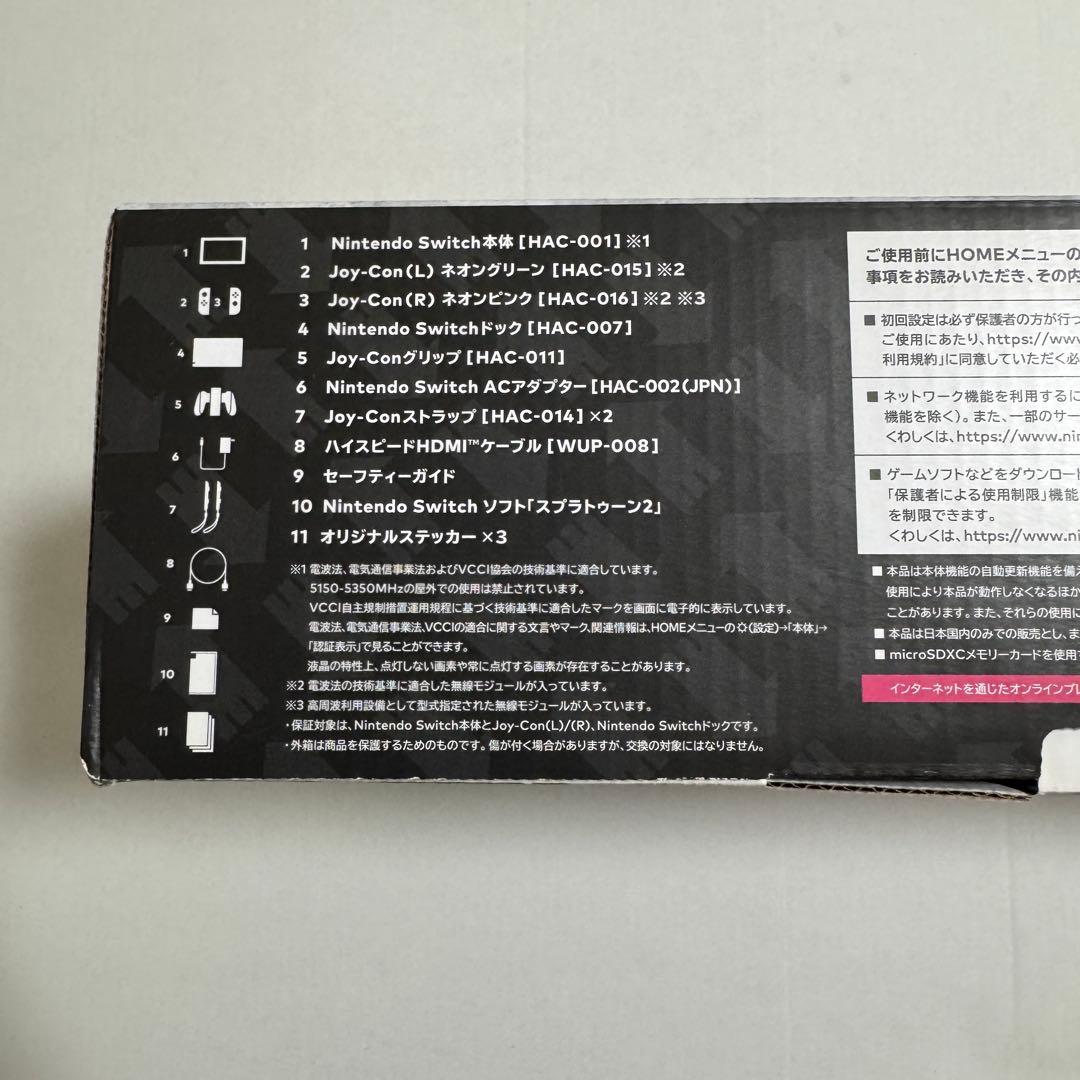 1 Nintendo Switch本体 [HAC-001] ※1
2 Joy-Con(L) ネオングリーン [HAC-015] ※2
3 Joy-Con(R) ネオンピンク [HAC-016] ※2 ※3
4 Nintendo Switchドック [HAC-007]
5 Joy-Conグリップ [HAC-011]
6 Nintendo Switch ACアダプター [HAC-002(JPN)]
7 Joy-Conストラップ [HAC-014] ×2
8 ハイスピードHDMI™ケーブル [WUP-008]
9 セーフティーガイド
10 Nintendo Switch ソフト「スプラトゥーン2」
11 オリジナルステッカー ×3
※1 電波法、電気通信事業法およびVCCI協会の技術基準に適合しています。
5150-5350MHzの屋外での使用は禁止されています。
VCCI自主規制措置運用規程に基づく技術基準に適合したマークを画面に電子的に表示しています。
電波法、電気通信事業法、VCCIの適合に関する文言やマーク、関連情報は、HOMEメニューの(設定)→「本体」→
「認証表示」で見ることができます。
液晶の特性上、点灯しない画素や常に点灯する画素が存在することがあります。
※2 電波法の技術基準に適合した無線モジュールが入っています。
※3 高周波利用設備として型式指定された無線モジュールが入っています。
・保証対象は、Nintendo Switch本体とJoy-Con(L)/(R)、Nintendo Switchドックです。
・外箱は商品を保護するためのものです。傷が付く場合がありますが、交換の対象にはなりません。
1
2 3
4
5
6
7
8
9
10
11
ご使用前にHOMEメニューの
事項をお読みいただき、その内
■ 初回設定は必ず保護者の方が行っ
ご使用にあたり、https://www
利用規約」に同意していただく必
■ ネットワーク機能を利用するに
機能を除く)。また、一部のサー
くわしくは、https://www.nin
■ ゲームソフトなどをダウンロード
「保護者による使用制限」機能
を制限できます。
くわしくは、https://www.ni
■ 本品は本体機能の自動更新機能を備え
使用により本品が動作しなくなるほか
ことがあります。また、それらの使用に
■ 本品は日本国内のみでの販売とし、ま
■ microSDXCメモリーカードを使用す
インターネットを通じたオンラインプレ